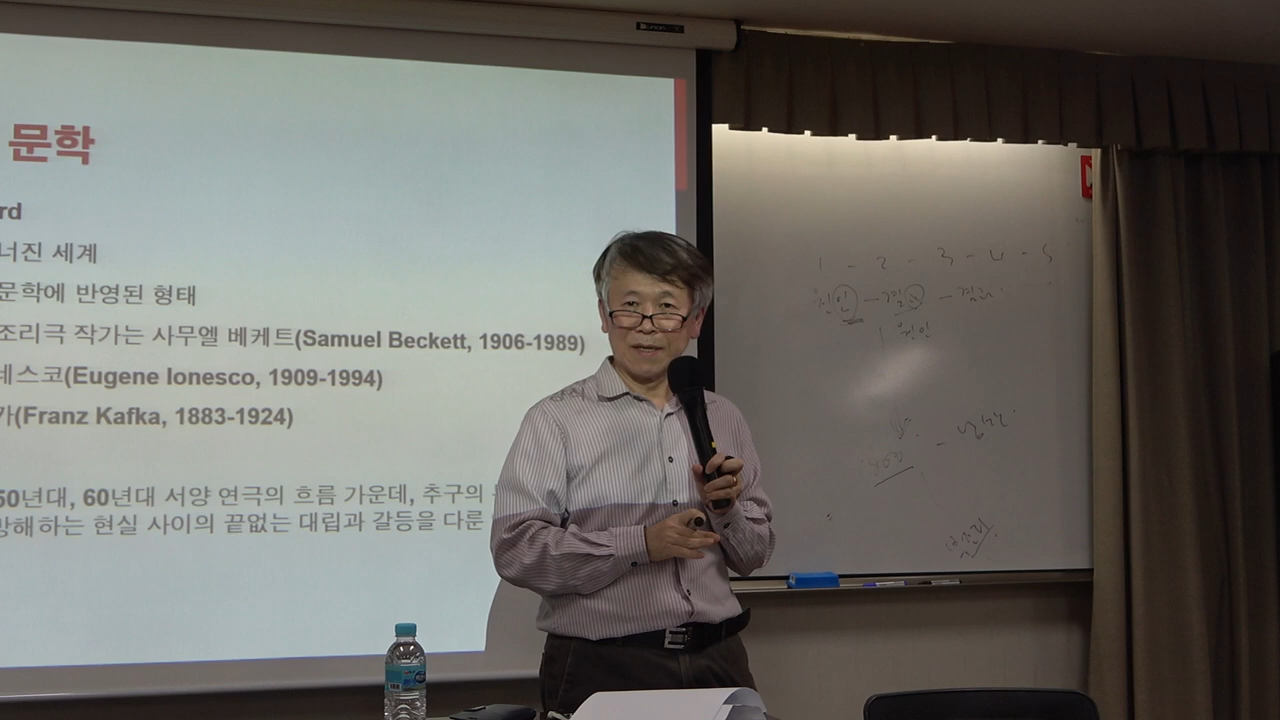 문학
rd
너진 세계
문학에 반영된 형태
조리극 작가는 사무엘 베케트(Samuel Beckett, 1906-1989)
네스코(Eugene Ionesco, 1909-1994)
카(Franz Kafka, 1883-1924)
50년대, 60년대 서양 연극의 흐름 가운데, 추구의
망해하는 현실 사이의 끝없는 대립과 갈등을 다룬
1 - 2 - 3 - 4 - 5
원인